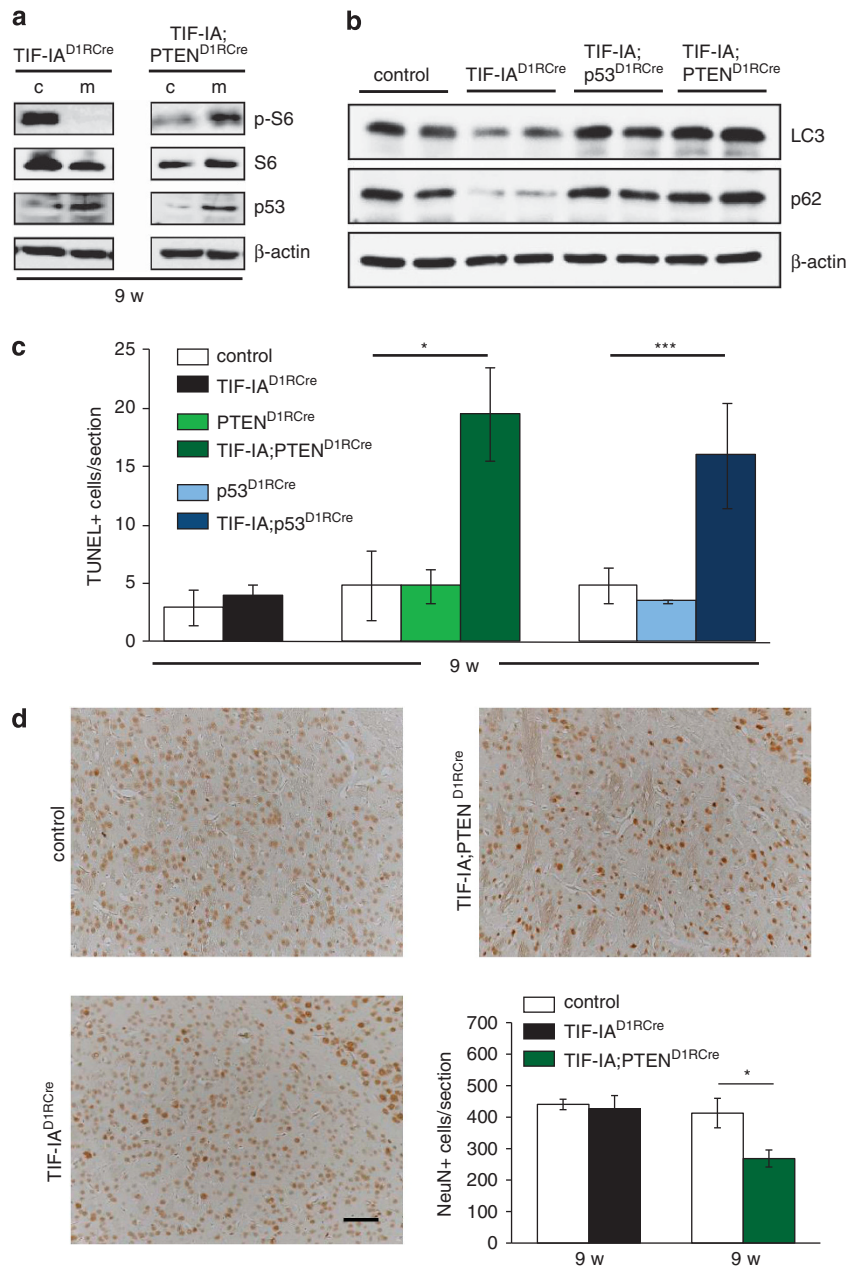 a
TIF-IA^D1RCre
TIF-IA;
PTEN^D1RCre
c m c m
p-S6
S6
p53
β-actin
9 w
b
control
TIF-IA^D1RCre
TIF-IA;
p53^D1RCre
TIF-IA;
PTEN^D1RCre
LC3
p62
β-actin
c
TUNEL+ cells/section
25
20
15
10
5
0
control
TIF-IA^D1RCre
PTEN^D1RCre
TIF-IA;PTEN^D1RCre
p53^D1RCre
TIF-IA;p53^D1RCre
*
***
9 w
d
control
TIF-IA;PTEN^D1RCre
TIF-IA^D1RCre
control
TIF-IA^D1RCre
TIF-IA;PTEN^D1RCre
NeuN+ cells/section
700
600
500
400
300
200
100
0
*
9 w 9 w